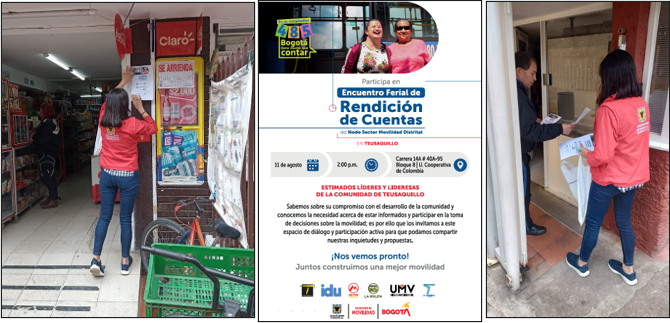 Claro
SE ARRIENDA
485
Bogotá
contar
Participa en
Encuentro Ferial de
Rendición
de Cuentas
del Nodo Sector Movilidad Distrital
EN TEUSAQUILLO
11 de agosto
2:00 p.m.
Carrera 14A # 40A-95
Bloque 8 | U. Cooperativa
de Colombia
ESTIMADOS LÍDERES Y LIDERESAS
DE LA COMUNIDAD DE TEUSAQUILLO
Sabemos sobre su compromiso con el desarrollo de la comunidad y
conocemos la necesidad acerca de estar informados y participar en la toma
de decisiones sobre la movilidad; es por ello que los invitamos a este
espacio de diálogo y participación activa para que podamos compartir
nuestras inquietudes y propuestas.
¡Nos vemos pronto!
Juntos construimos una mejor movilidad
idu
LA ROLITA
UMV
MOVILIDAD
BOGOTÁ